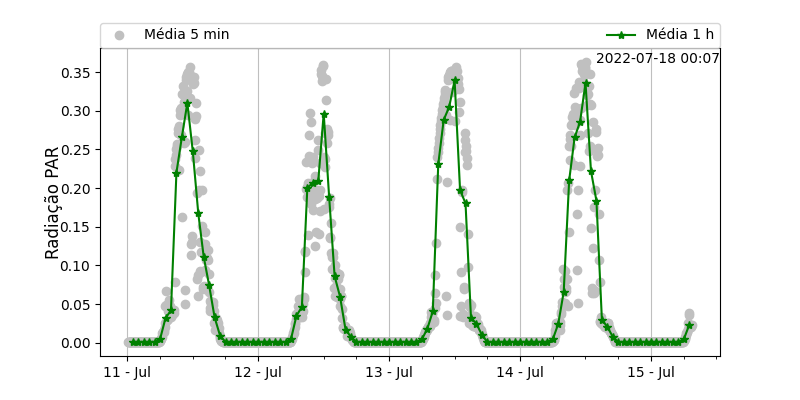 Média 5 min
Média 1 h
2022-07-18 00:07
Radiação PAR
0.35
0.30
0.25
0.20
0.15
0.10
0.05
0.00
11 - Jul
12 - Jul
13 - Jul
14 - Jul
15 - Jul